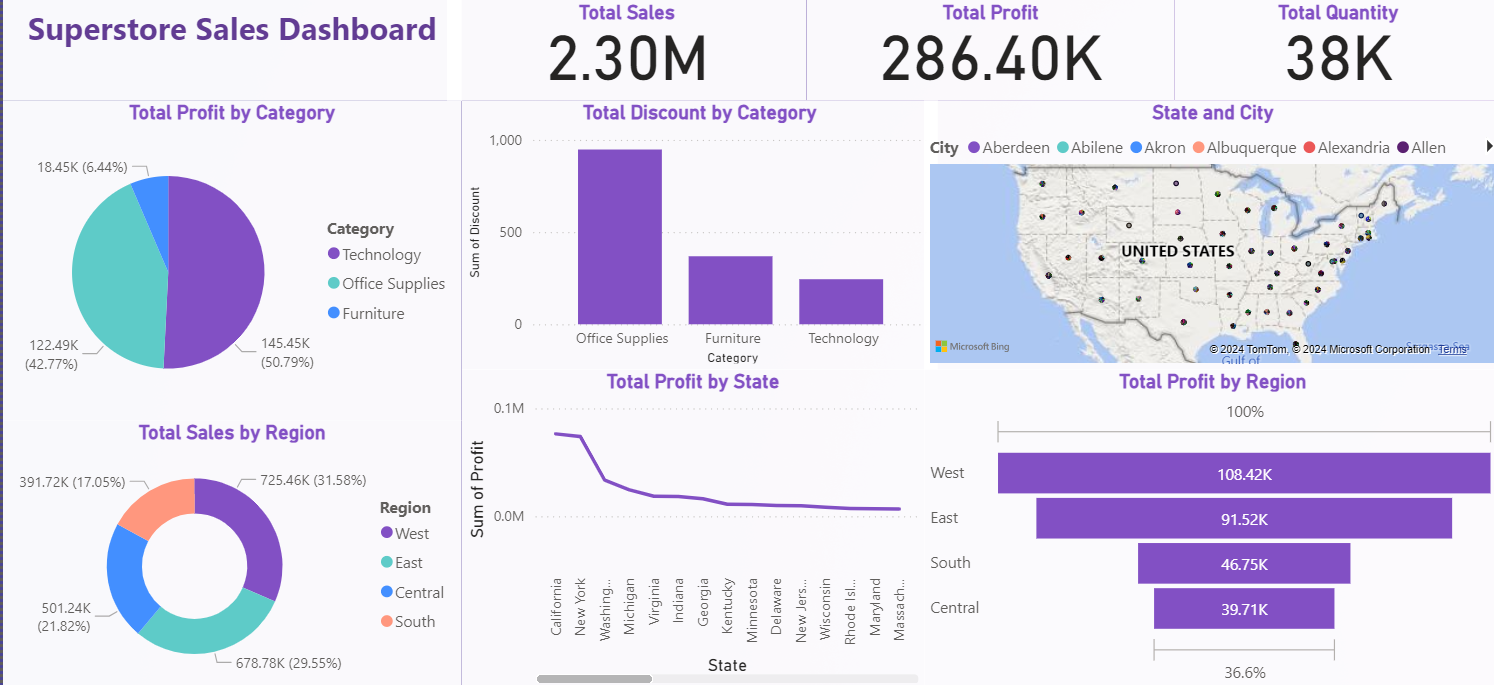 Superstore Sales Dashboard
Total Sales
2.30M
Total Profit
286.40K
Total Quantity
38K
Total Profit by Category
18.45K (6.44%)
122.49K
(42.77%)
145.45K
(50.79%)
Category
Technology
Office Supplies
Furniture
Total Discount by Category
Sum of Discount
1,000
500
0
Office Supplies
Furniture
Technology
Category
State and City
City
Aberdeen
Abilene
Akron
Albuquerque
Alexandria
Allen
UNITED STATES
Microsoft Bing
Gulf of
© 2024 TomTom, © 2024 Microsoft Corporation
Terms
Total Sales by Region
391.72K (17.05%)
725.46K (31.58%)
501.24K
(21.82%)
678.78K (29.55%)
Region
West
East
Central
South
Total Profit by State
Sum of Profit
0.1M
0.0M
California
New York
Washing...
Michigan
Virginia
Indiana
Georgia
Kentucky
Minnesota
Delaware
New Jers...
Wisconsin
Rhode Isl...
Maryland
Massach...
State
Total Profit by Region
100%
West
108.42K
East
91.52K
South
46.75K
Central
39.71K
36.6%